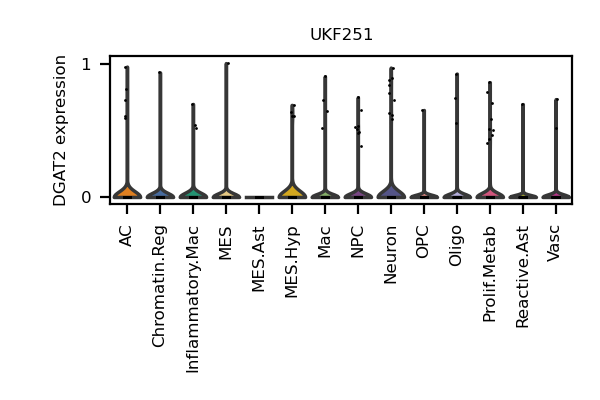 UKF251
DGAT2 expression
1
0
AC
Chromatin.Reg
Inflammatory.Mac
MES
MES.Ast
MES.Hyp
Mac
NPC
Neuron
OPC
Oligo
Prolif.Metab
Reactive.Ast
Vasc